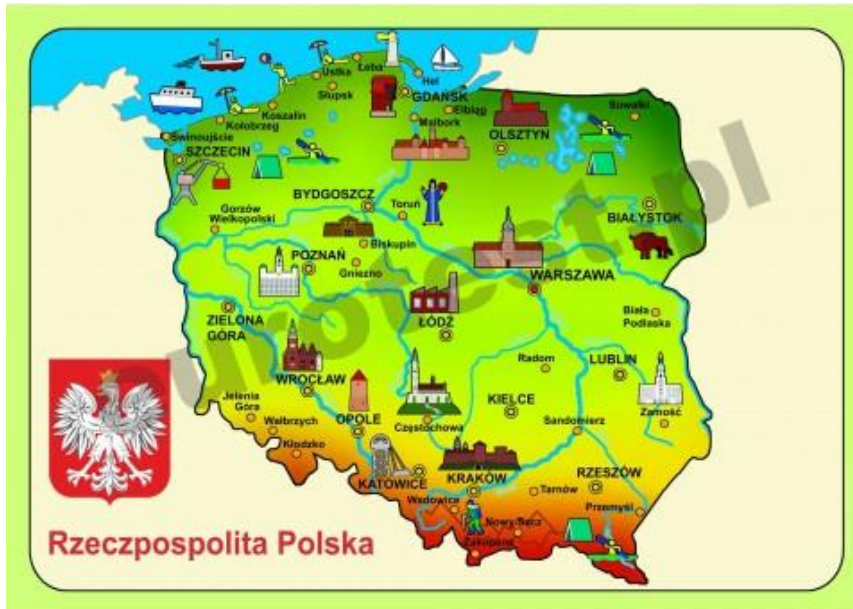 Ustka
Łeba
Hel
Słupsk
GDAŃSK
Elbląg
Suwałki
Koszalin
Kołobrzeg
Malbork
Świnoujście
OLSZTYN
SZCZECIN
BYDGOSZCZ
Toruń
BIAŁYSTOK
Gorzów
Wielkopolski
Biskupin
POZNAŃ
Gniezno
WARSZAWA
Biała
Podlaska
ZIELONA
GÓRA
ŁÓDŹ
Radom
LUBLIN
WROCŁAW
Jelenia
Góra
OPOLE
KIELCE
Zamość
Wałbrzych
Częstochowa
Sandomierz
Kłodzko
KATOWICE
KRAKÓW
RZESZÓW
Tarnów
Wadowice
Przemyśl
Nowy Sącz
Zakopane
Rzeczpospolita Polska
eurotest.pl